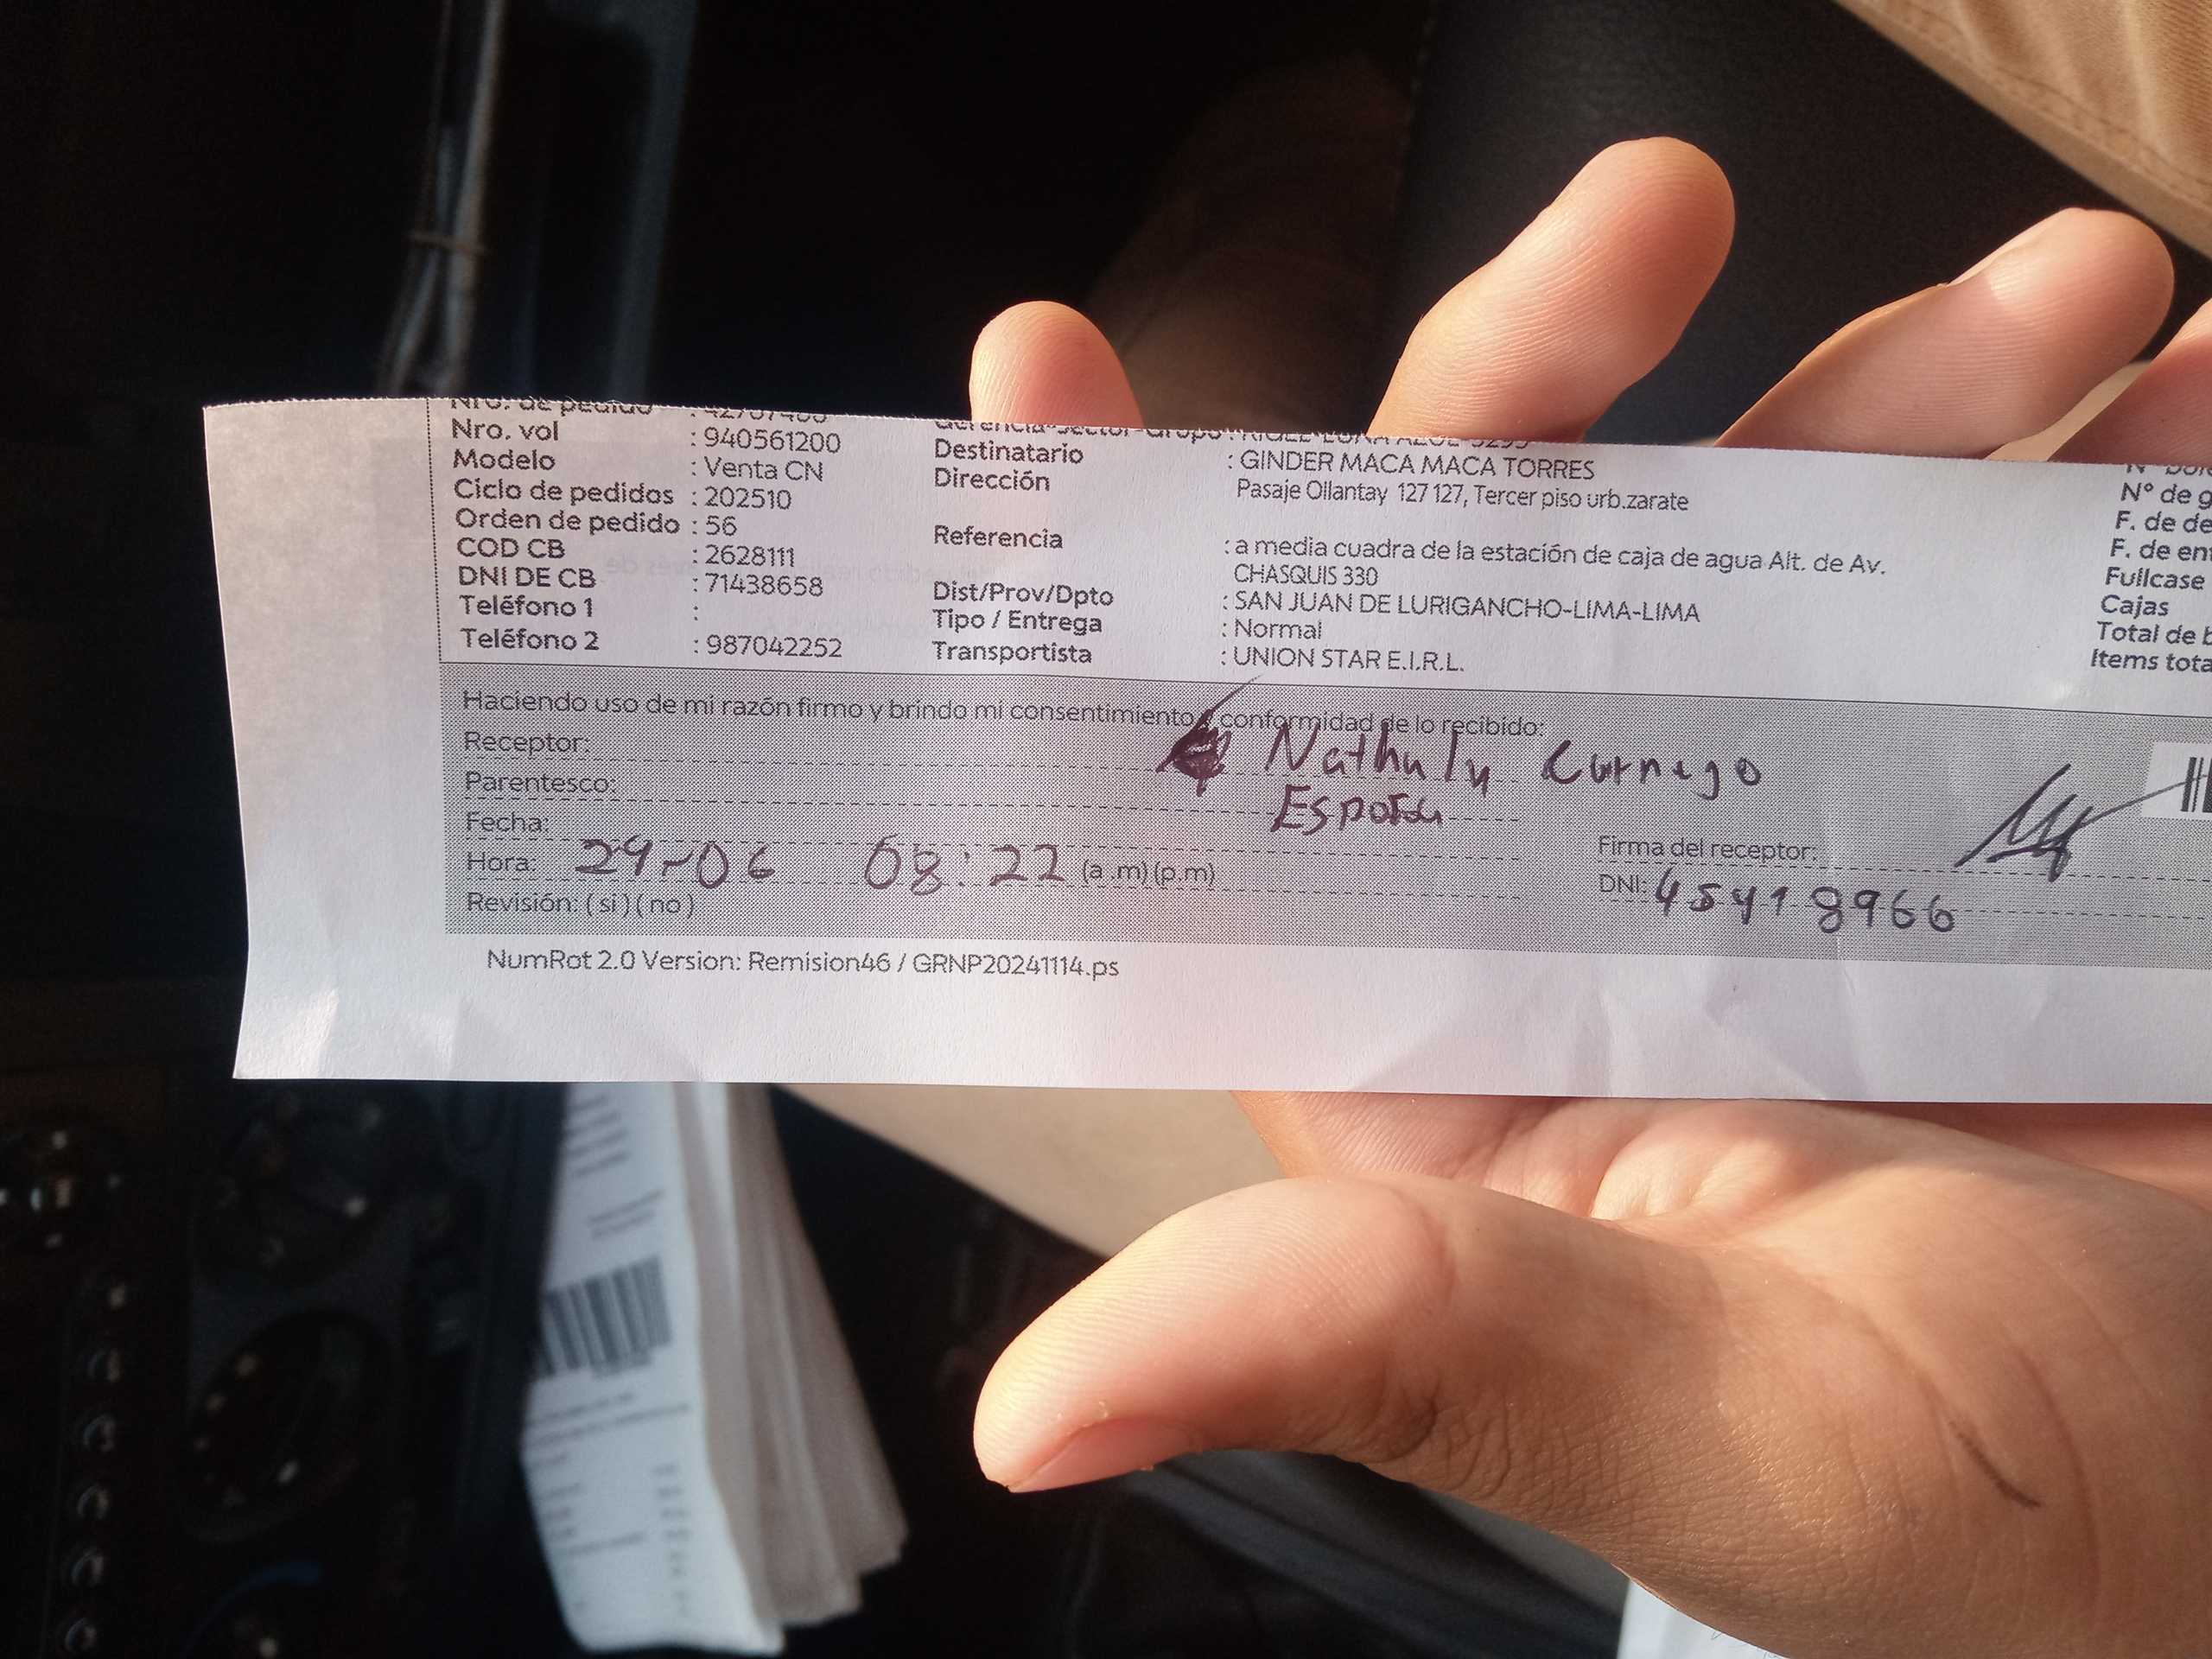 Nro. de pedido
Nro. vol : 940561200
Modelo : Venta CN
Ciclo de pedidos : 202510
Orden de pedido : 56
COD CB : 2628111
DNI DE CB : 71438658
Teléfono 1 :
Teléfono 2 : 987042252
Destinatario : GINDER MACA MACA TORRES
Dirección Pasaje Ollantay 127 127, Tercer piso urb.zarate
Referencia : a media cuadra de la estación de caja de agua Alt. de Av.
CHASQUIS 330
Dist/Prov/Dpto : SAN JUAN DE LURIGANCHO-LIMA-LIMA
Tipo / Entrega : Normal
Transportista : UNION STAR E.I.R.L.
N° de g
F. de de
F. de en
Fullcase
Cajas
Total de b
Items tota
Haciendo uso de mi razón firmo y brindo mi consentimiento y conformidad de lo recibido:
Receptor: Nathuly Cornejo
Parentesco: Esposa
Fecha:
Hora: 29-06 08:22 (a.m)(p.m)
Revisión: (si)(no)
Firma del receptor:
DNI: 45418966
NumRot 2.0 Version: Remision46 / GRNP20241114.ps